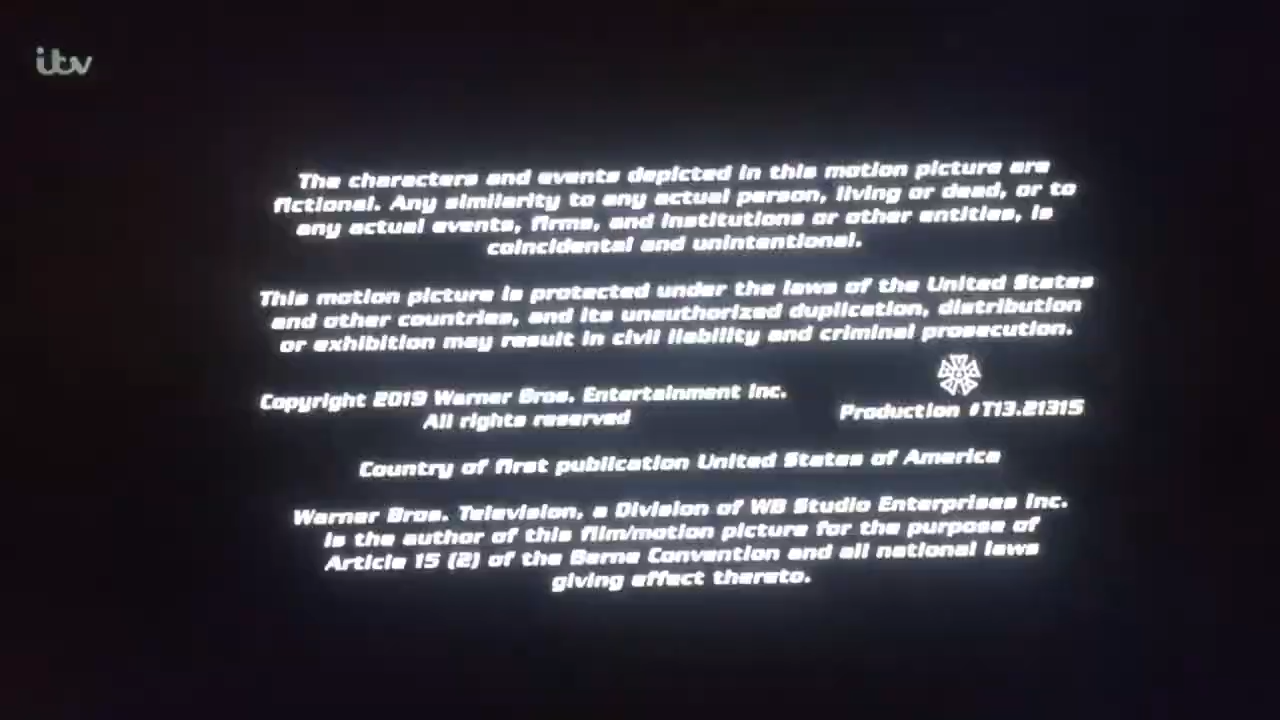 itv
The characters and events depicted in this motion picture are
fictional. Any similarity to any actual person, living or dead, or to
any actual events, firms, and institutions or other entities, is
coincidental and unintentional.
This motion picture is protected under the laws of the United States
and other countries, and its unauthorized duplication, distribution
or exhibition may result in civil liability and criminal prosecution.
Copyright 2019 Warner Bros. Entertainment Inc.
All rights reserved
Production #T13.21315
Country of first publication United States of America
Warner Bros. Television, a Division of WB Studio Enterprises Inc.
is the author of this film/motion picture for the purpose of
Article 15 (2) of the Berne Convention and all national laws
giving effect thereto.